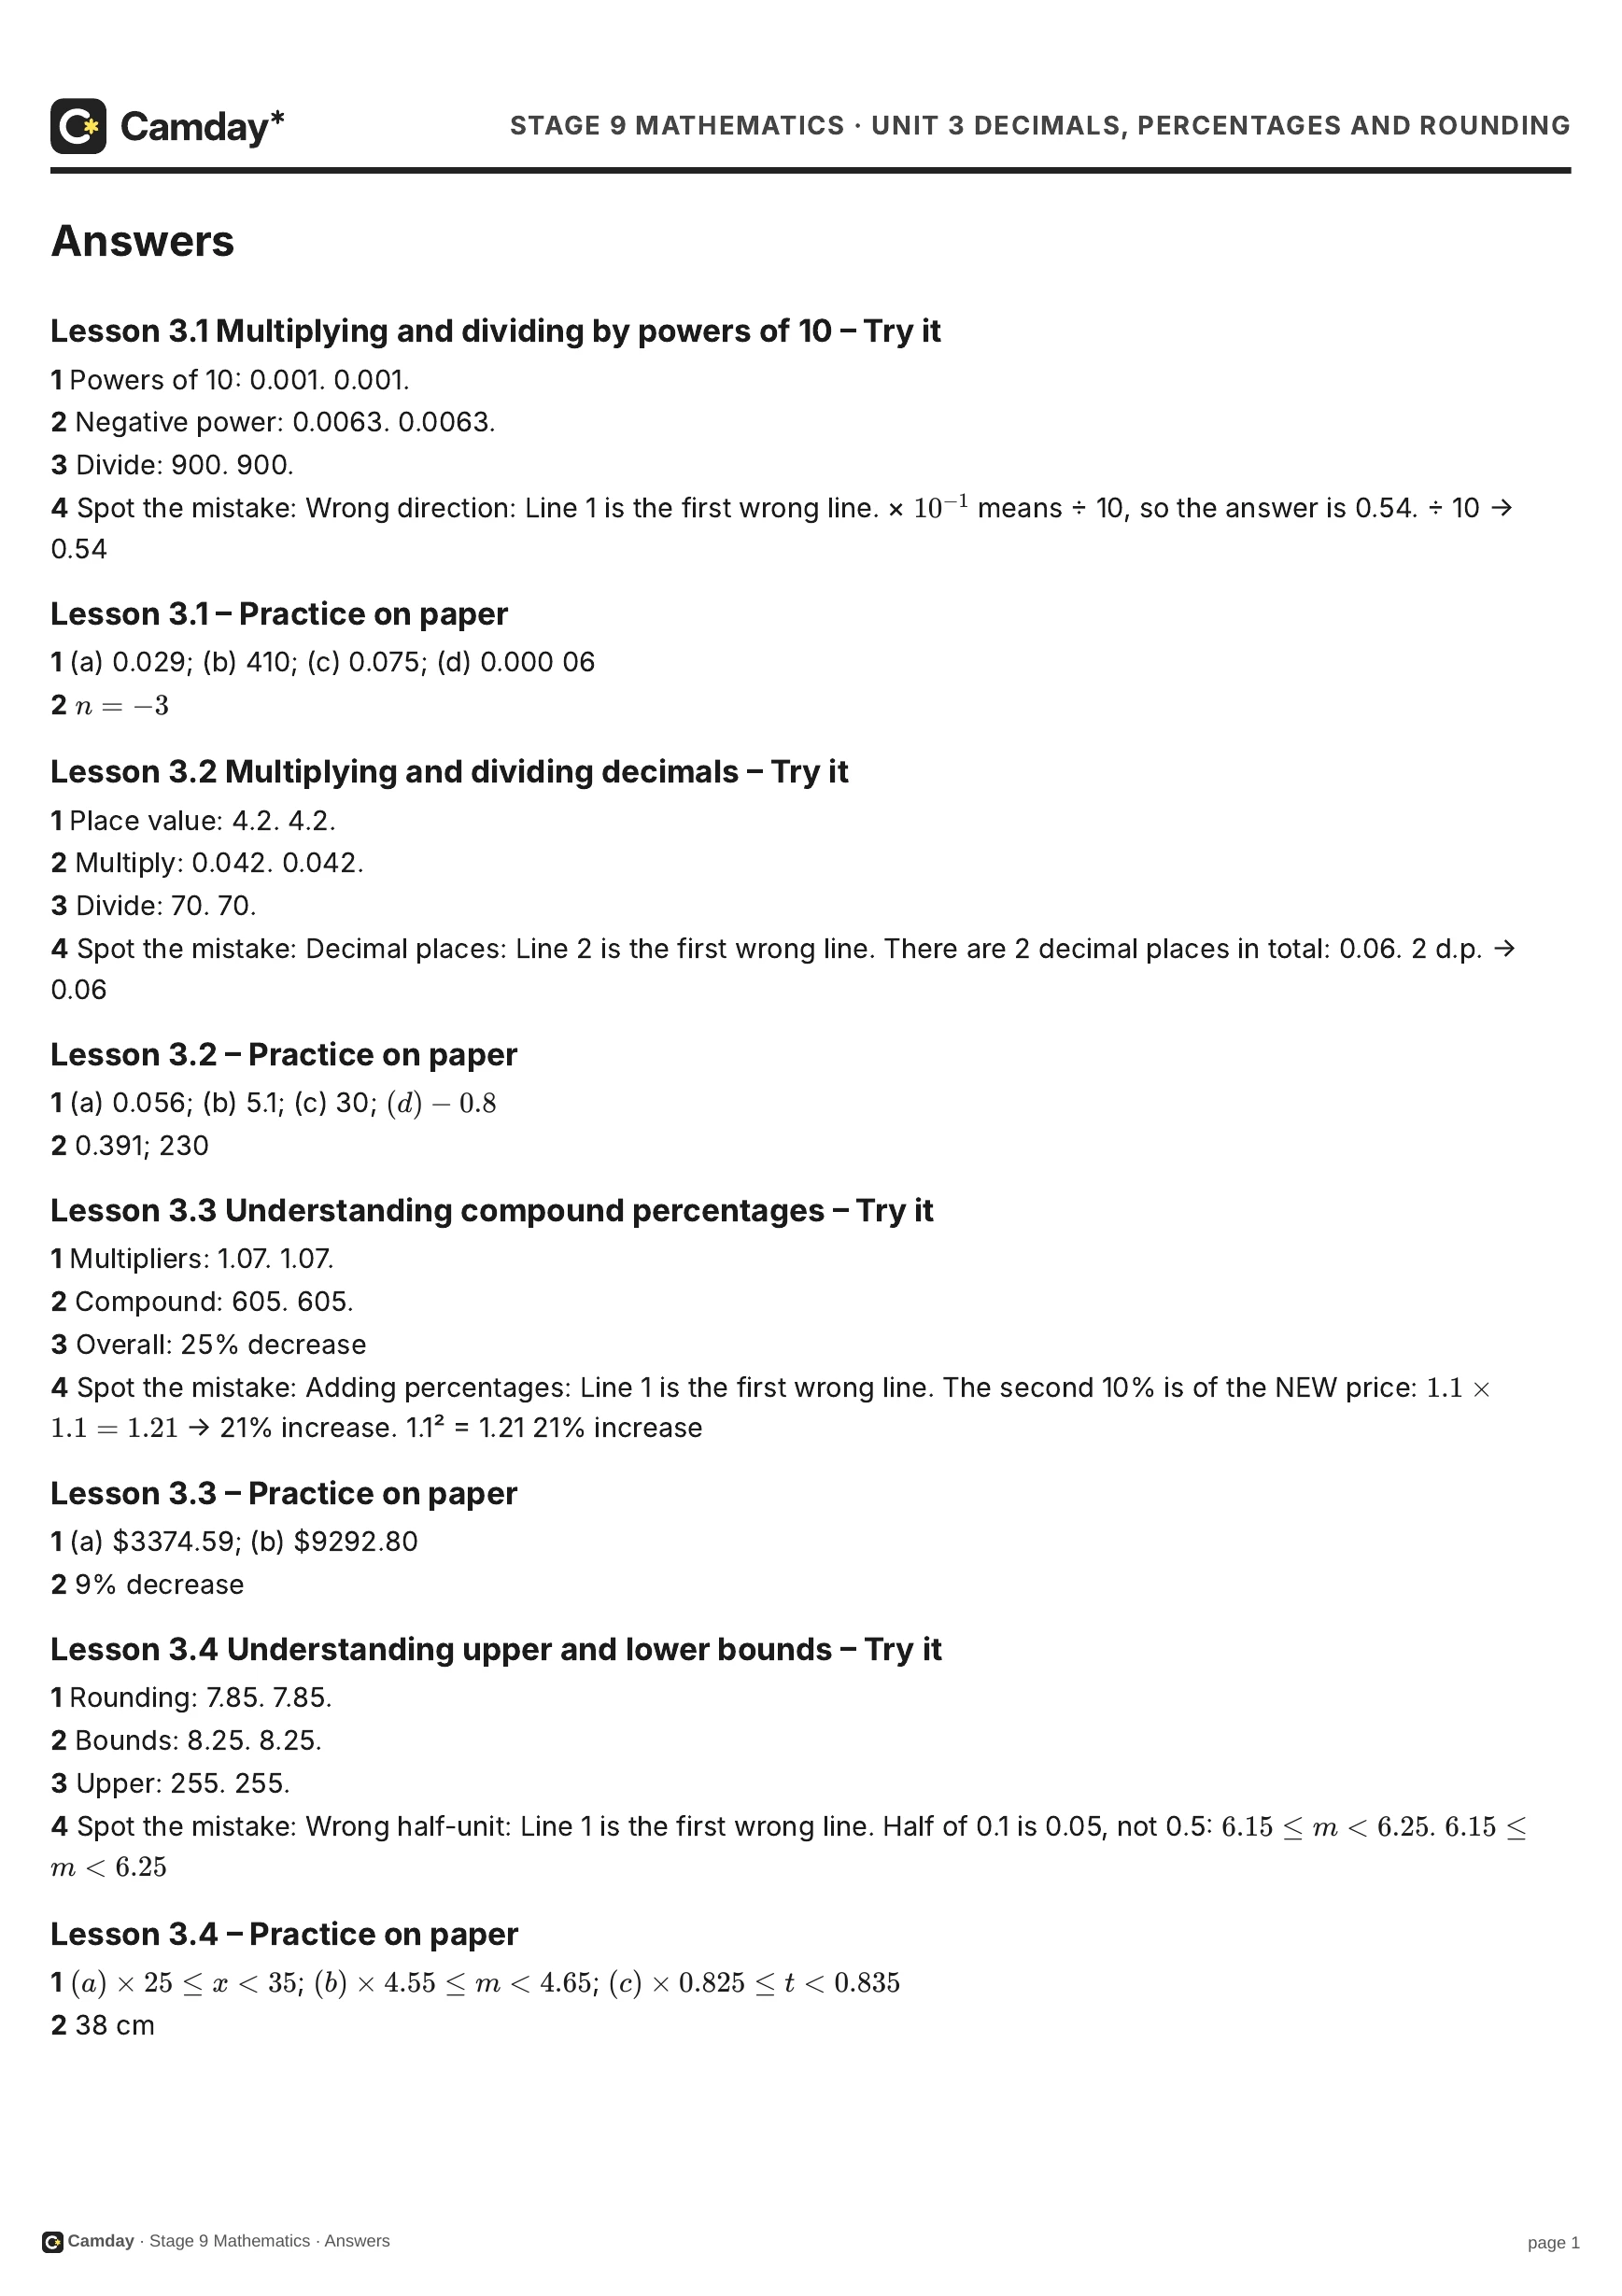 Camday*
STAGE 9 MATHEMATICS · UNIT 3 DECIMALS, PERCENTAGES AND ROUNDING
Answers
Lesson 3.1 Multiplying and dividing by powers of 10 – Try it
1 Powers of 10: 0.001. 0.001.
2 Negative power: 0.0063. 0.0063.
3 Divide: 900. 900.
4 Spot the mistake: Wrong direction: Line 1 is the first wrong line. × 10⁻¹ means ÷ 10, so the answer is 0.54. ÷ 10 →
0.54
Lesson 3.1 – Practice on paper
1 (a) 0.029; (b) 410; (c) 0.075; (d) 0.000 06
2 n = −3
Lesson 3.2 Multiplying and dividing decimals – Try it
1 Place value: 4.2. 4.2.
2 Multiply: 0.042. 0.042.
3 Divide: 70. 70.
4 Spot the mistake: Decimal places: Line 2 is the first wrong line. There are 2 decimal places in total: 0.06. 2 d.p. →
0.06
Lesson 3.2 – Practice on paper
1 (a) 0.056; (b) 5.1; (c) 30; (d) − 0.8
2 0.391; 230
Lesson 3.3 Understanding compound percentages – Try it
1 Multipliers: 1.07. 1.07.
2 Compound: 605. 605.
3 Overall: 25% decrease
4 Spot the mistake: Adding percentages: Line 1 is the first wrong line. The second 10% is of the NEW price: 1.1 ×
1.1 = 1.21 → 21% increase. 1.1² = 1.21 21% increase
Lesson 3.3 – Practice on paper
1 (a) $3374.59; (b) $9292.80
2 9% decrease
Lesson 3.4 Understanding upper and lower bounds – Try it
1 Rounding: 7.85. 7.85.
2 Bounds: 8.25. 8.25.
3 Upper: 255. 255.
4 Spot the mistake: Wrong half-unit: Line 1 is the first wrong line. Half of 0.1 is 0.05, not 0.5: 6.15 ≤ m < 6.25. 6.15 ≤
m < 6.25
Lesson 3.4 – Practice on paper
1 (a) × 25 ≤ x < 35; (b) × 4.55 ≤ m < 4.65; (c) × 0.825 ≤ t < 0.835
2 38 cm
Camday · Stage 9 Mathematics · Answers
page 1